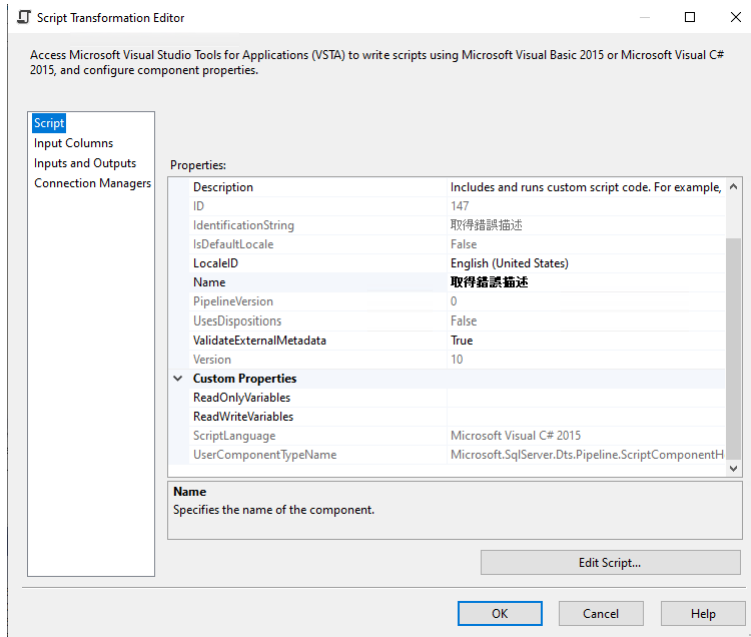 Script Transformation Editor
Access Microsoft Visual Studio Tools for Applications (VSTA) to write scripts using Microsoft Visual Basic 2015 or Microsoft Visual C#
2015, and configure component properties.
Script
Input Columns
Inputs and Outputs
Connection Managers
Properties:
Description Includes and runs custom script code. For example,
ID 147
IdentificationString 取得錯誤描述
IsDefaultLocale False
LocaleID English (United States)
Name 取得錯誤描述
PipelineVersion 0
UsesDispositions False
ValidateExternalMetadata True
Version 10
Custom Properties
ReadOnlyVariables
ReadWriteVariables
ScriptLanguage Microsoft Visual C# 2015
UserComponentTypeName Microsoft.SqlServer.Dts.Pipeline.ScriptComponentH
Name
Specifies the name of the component.
Edit Script...
OK Cancel Help